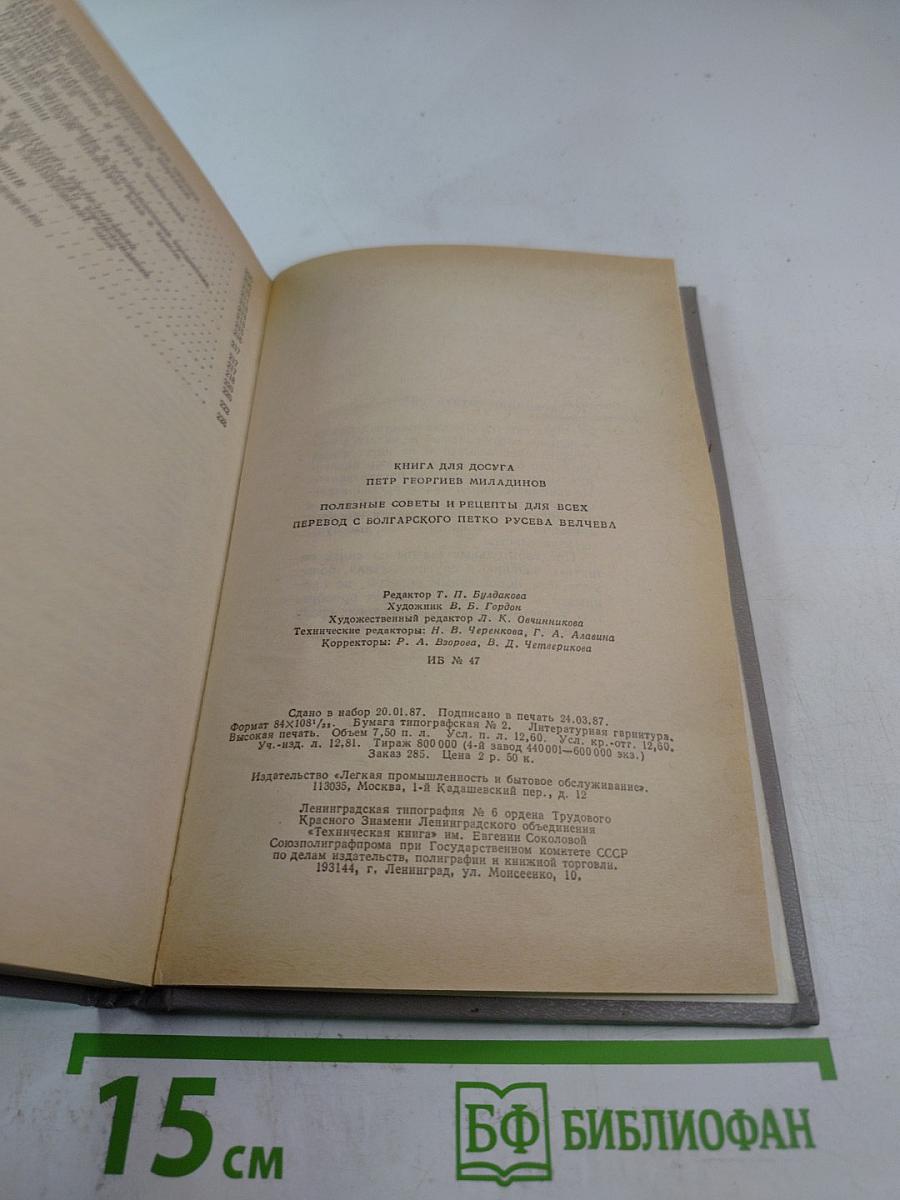 КНИГА ДЛЯ ДОСУГА
ПЕТР ГЕОРГИЕВ МИЛАДИНОВ
ПОЛЕЗНЫЕ СОВЕТЫ И РЕЦЕПТЫ ДЛЯ ВСЕХ
ПЕРЕВОД С БОЛГАРСКОГО ПЕТКО РУСЕВА ВЕЛЧЕВА
Редактор Т. П. Булдакова
Художник В. Б. Гордон
Художественный редактор Л. К. Овчинникова
Технические редакторы: Н. В. Черенкова, Г. А. Алавина
Корректоры: Р. А. Взорова, В. Д. Четверикова
ИБ № 47
Сдано в набор 20.01.87. Подписано в печать 24.03.87.
Формат 84×108¹/₃₂. Бумага типографская № 2. Литературная гарнитура.
Высокая печать. Объем 7,50 п. л. Усл. п. л. 12,60. Усл. кр.-отт. 12,60.
Уч.-изд. л. 12,81. Тираж 800 000 (4-й завод 440 001—600 000 экз.)
Заказ 285. Цена 2 р. 50 к.
Издательство «Легкая промышленность и бытовое обслуживание».
113035, Москва, 1-й Кадашевский пер., д. 12
Ленинградская типография № 6 ордена Трудового
Красного Знамени Ленинградского объединения
«Техническая книга» им. Евгении Соколовой
Союзполиграфпрома при Государственном комитете СССР
по делам издательств, полиграфии и книжной торговли.
193144, г. Ленинград, ул. Моисеенко, 10.
15 см
БФ БИБЛИОФАН